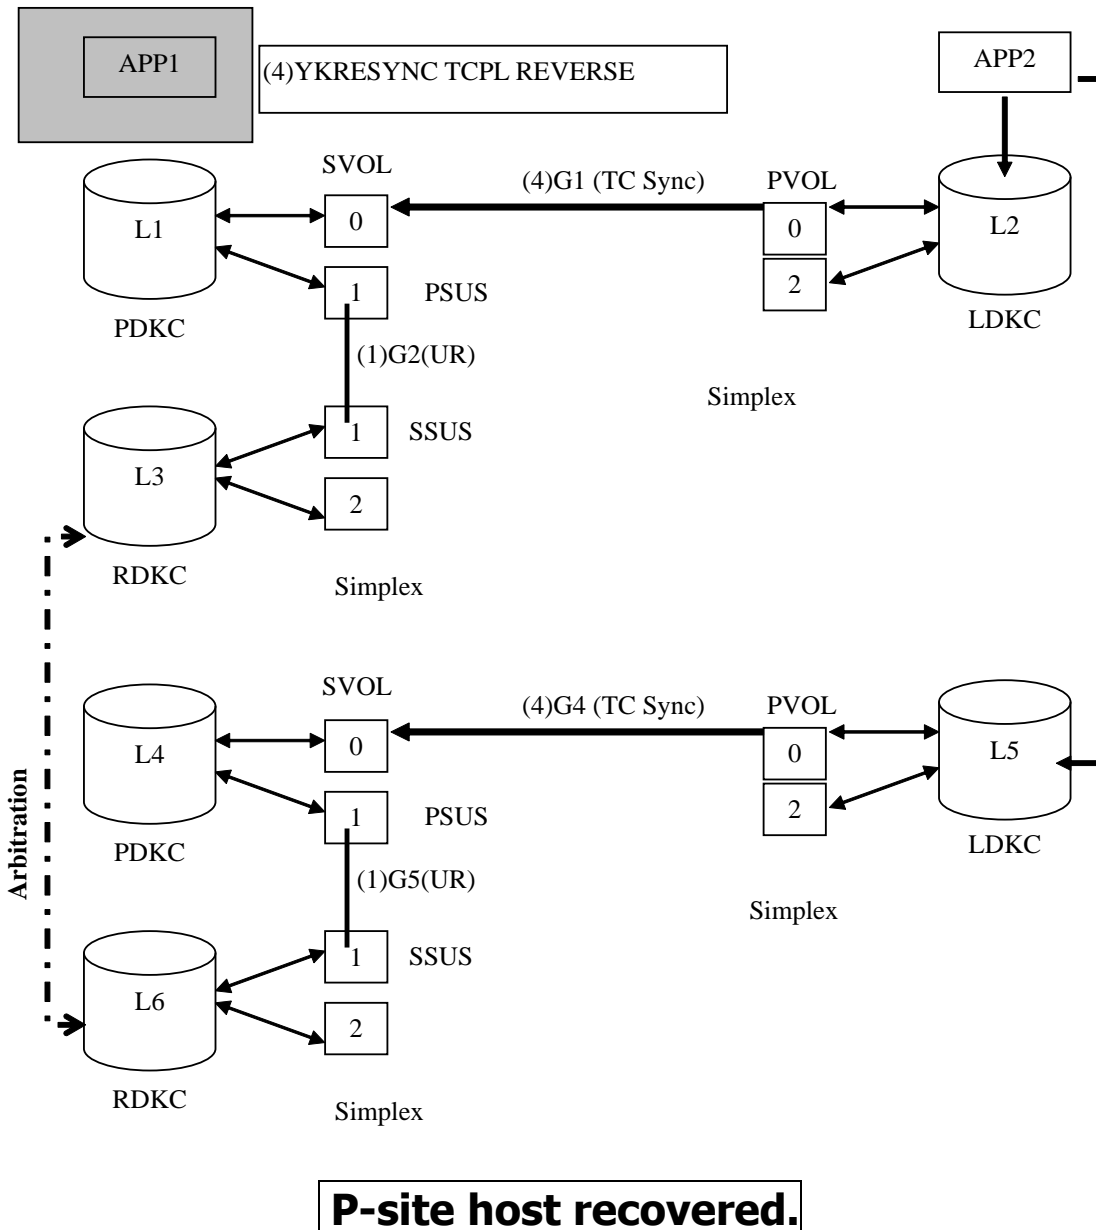 APP1
(4)YKRESYNC TCPL REVERSE
APP2
SVOL
(4)G1 (TC Sync)
PVOL
L1
0
0
L2
1
PSUS
2
PDKC
LDKC
(1)G2(UR)
Simplex
1
SSUS
L3
2
RDKC
Simplex
SVOL
(4)G4 (TC Sync)
PVOL
L4
0
0
L5
1
PSUS
2
PDKC
LDKC
Arbitration
(1)G5(UR)
Simplex
1
SSUS
L6
2
RDKC
Simplex
P-site host recovered.